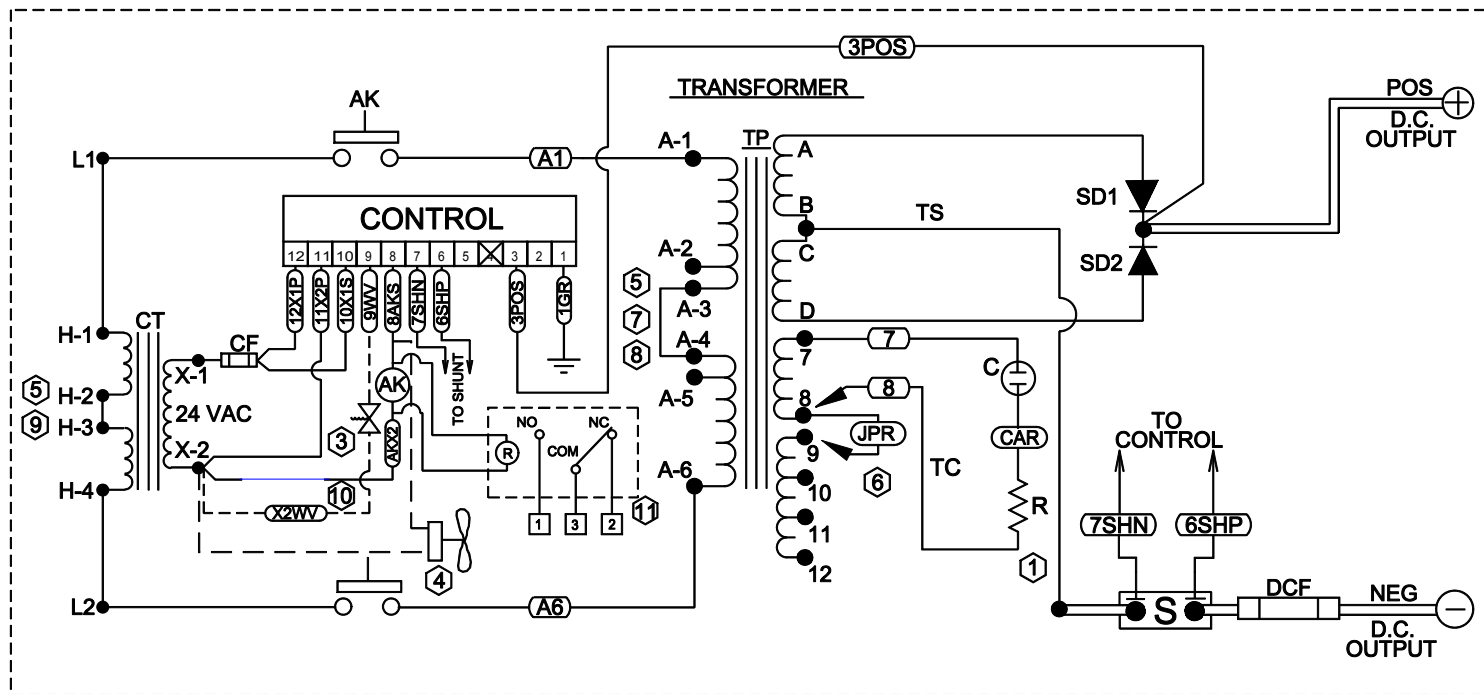 3POS
TRANSFORMER
POS
D.C.
OUTPUT
AK
L1
A1
A-1
TP
A
B
TS
SD1
SD2
C
D
CONTROL
12 11 10 9 8 7 6 5 4 3 2 1
12X1P 11X2P 10X1S 9WV 8AKS 7SHN 6SHP 3POS 1GR
A-2
A-3
A-4
A-5
A-6
5
7
8
H-1
CT
CF
X-1
5
9
H-2
H-3
24 VAC
X-2
H-4
AK
TO SHUNT
3
AKX2
10
X2WV
R
NO
NC
COM
1
3
2
11
4
7
7
8
8
JPR
9
6
10
11
12
TC
C
CAR
R
1
TO
CONTROL
7SHN
6SHP
L2
A6
S
DCF
NEG
D.C.
OUTPUT